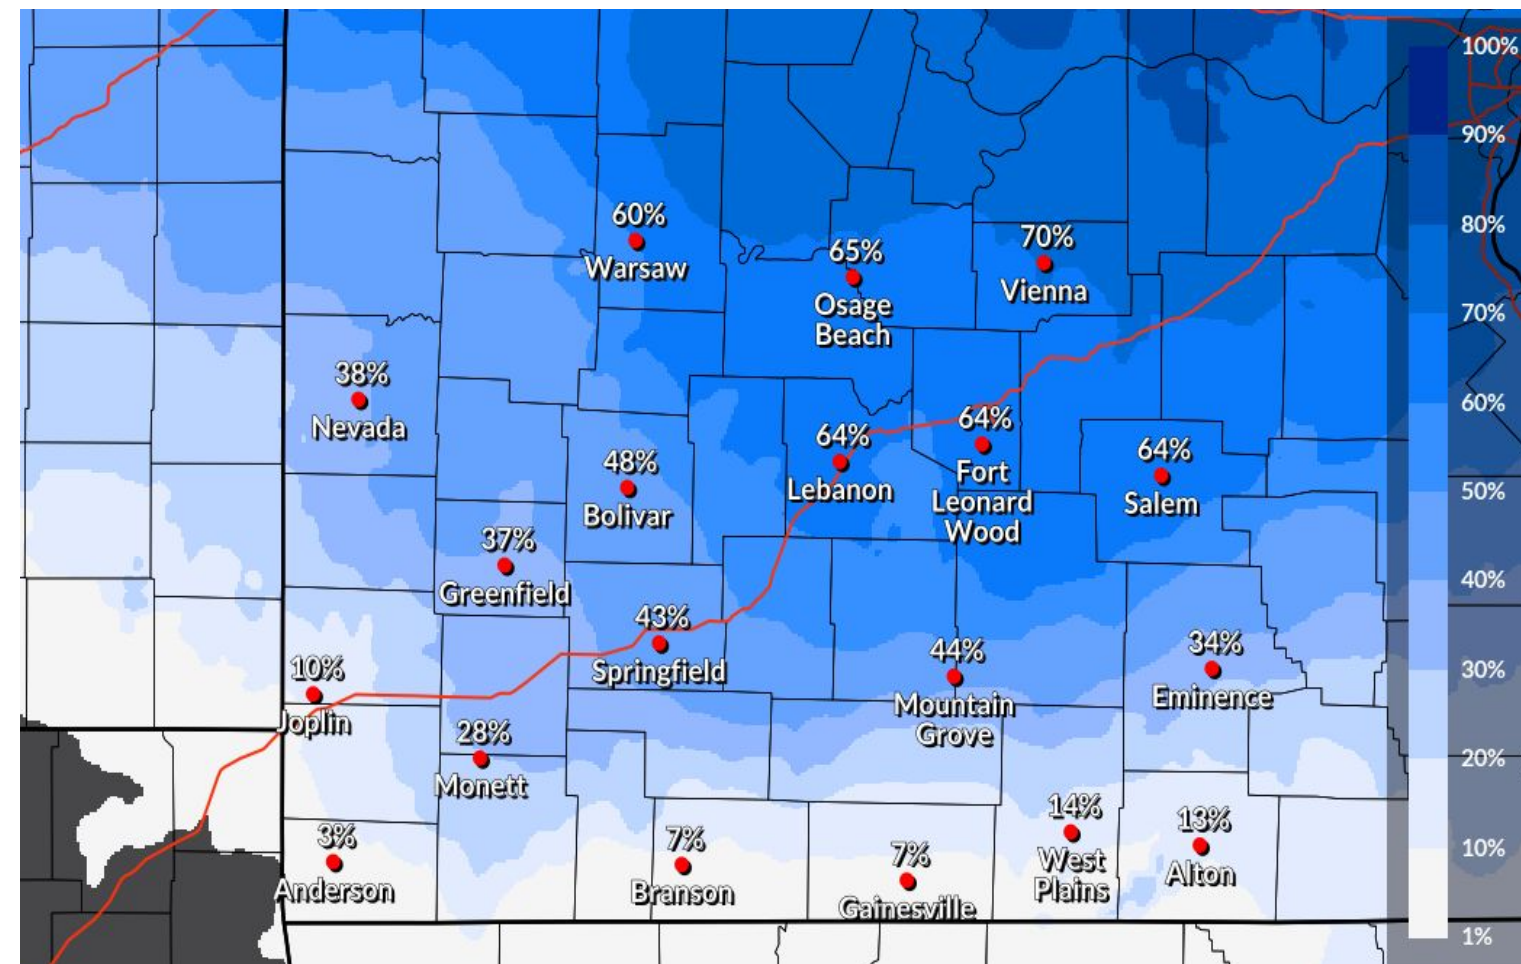 100%
90%
80%
70%
60%
50%
40%
30%
20%
10%
1%
60%
Warsaw
65%
Osage
Beach
70%
Vienna
38%
Nevada
48%
Bolivar
64%
Lebanon
64%
Fort
Leonard
Wood
64%
Salem
37%
Greenfield
43%
Springfield
44%
Mountain
Grove
34%
Eminence
10%
Joplin
28%
Monett
3%
Anderson
7%
Branson
7%
Gainesville
14%
West
Plains
13%
Alton